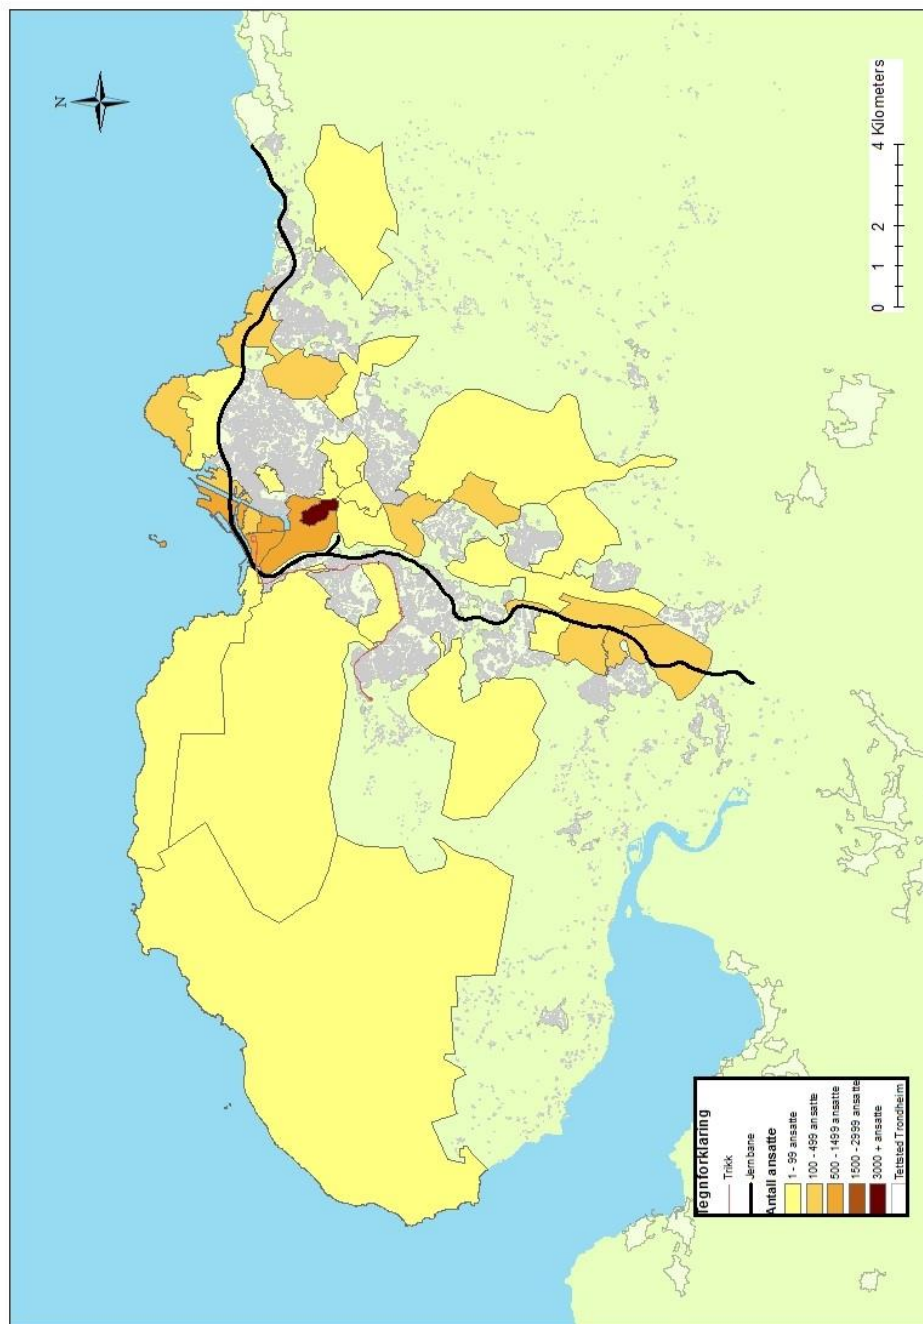 N
0 1 2 4 Kilometers
Tegnforklaring
Trikk
Jernbane
Antall ansatte
1 - 99 ansatte
100 - 499 ansatte
500 - 1499 ansatte
1500 - 2999 ansatte
3000 + ansatte
Tettsted Trondheim